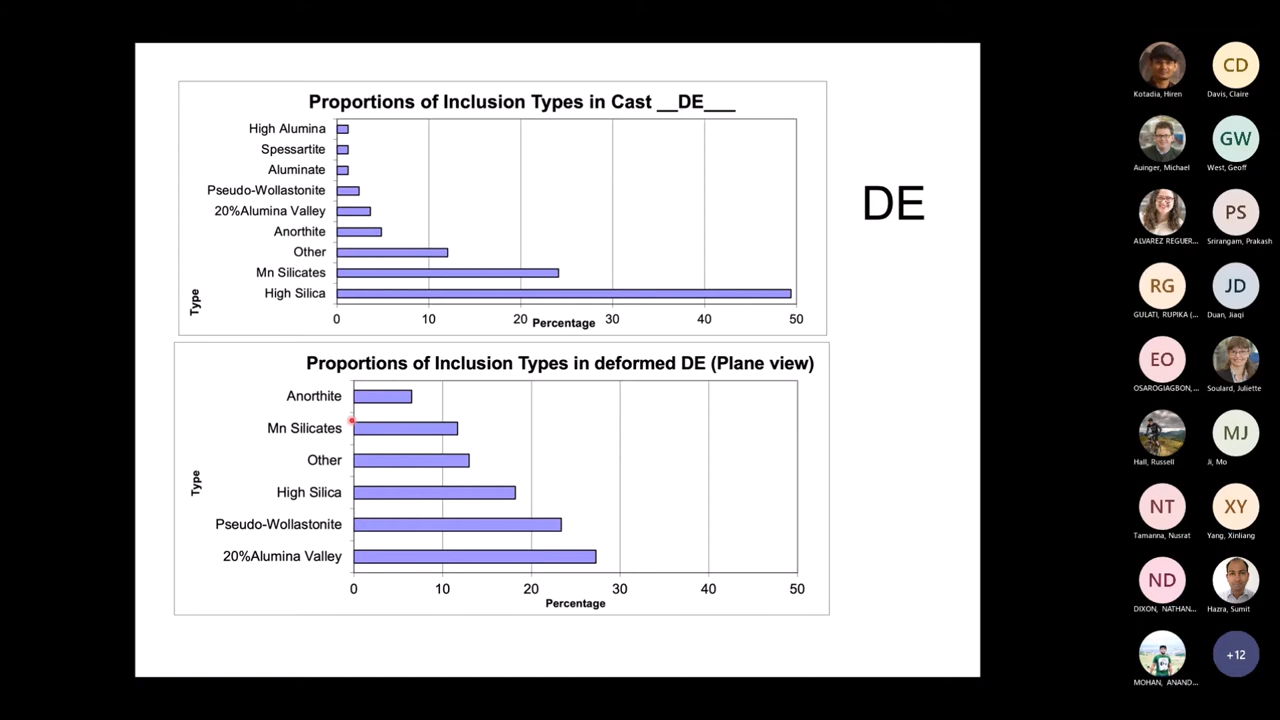 Proportions of Inclusion Types in Cast __DE___
High Alumina
Spessartite
Aluminate
Pseudo-Wollastonite
20%Alumina Valley
Anorthite
Other
Mn Silicates
High Silica
Type
0 10 20 30 40 50
Percentage
DE
Proportions of Inclusion Types in deformed DE (Plane view)
Anorthite
Mn Silicates
Other
High Silica
Pseudo-Wollastonite
20%Alumina Valley
Type
0 10 20 30 40 50
Percentage
CD
Kotadia, Hiren Davis, Claire
GW
Auinger, Michael West, Geoff
PS
ALVAREZ REGUER... Srirangam, Prakash
RG JD
GULATI, RUPIKA (... Duan, Jiaqi
EO
OSAROGIAGBON,... Soulard, Juliette
MJ
Hall, Russell Ji, Mo
NT XY
Tamanna, Nusrat Yang, Xinliang
ND
DIXON, NATHAN... Hazra, Sumit
+12
MOHAN, ANAND...